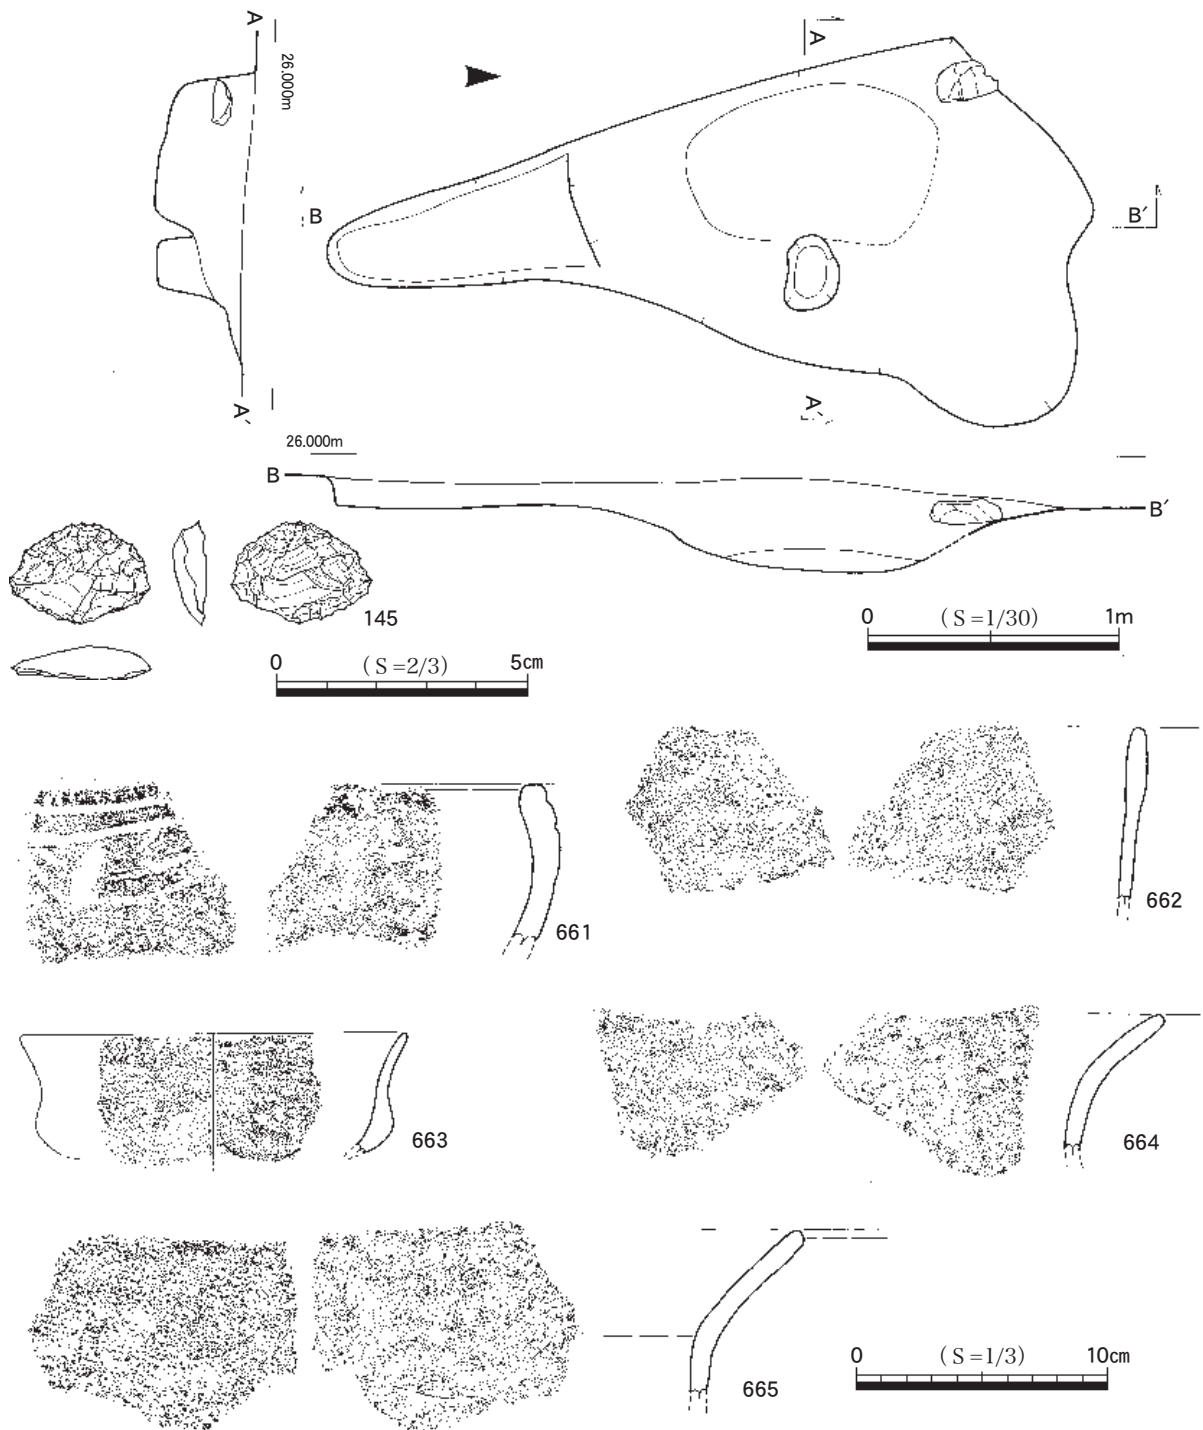 A
26.000m
A
B
B′
A′
A′
26.000m
B
B′
145
0 (S=1/30) 1m
0 (S=2/3) 5cm
661
662
663
664
665
0 (S=1/3) 10cm